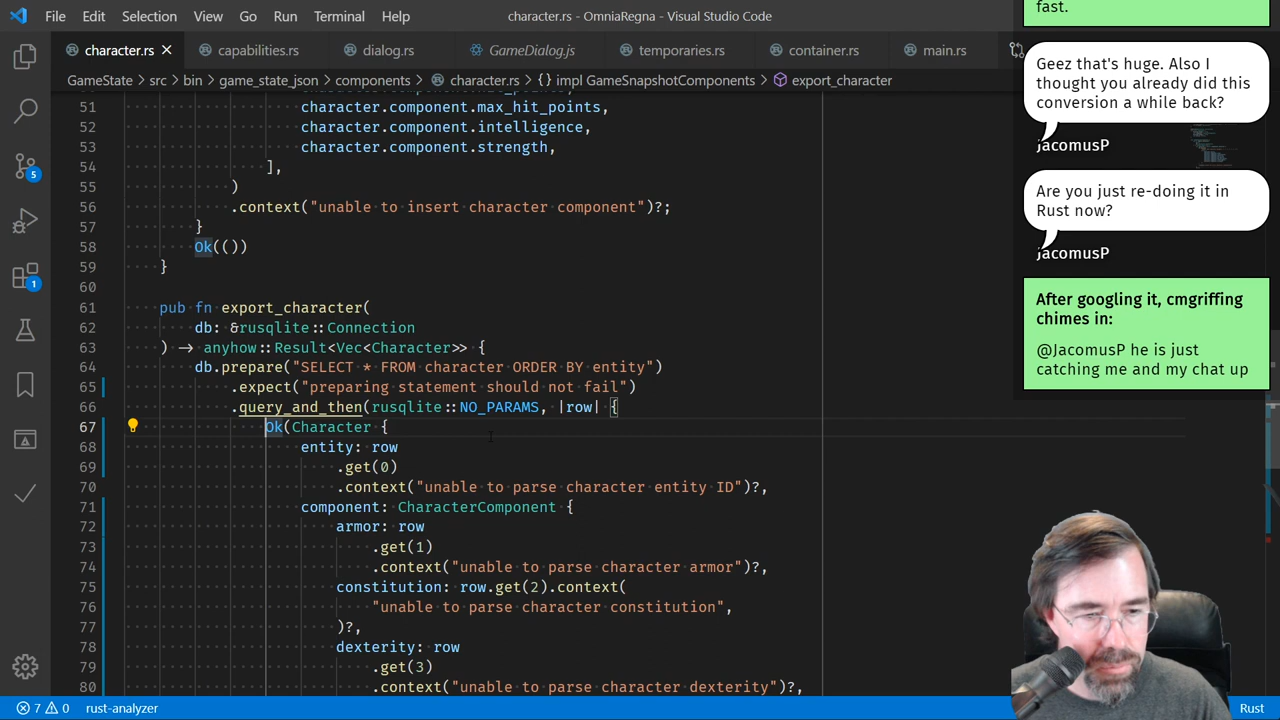 File Edit Selection View Go Run Terminal Help
character.rs - OmniaRegna - Visual Studio Code
character.rs capabilities.rs dialog.rs GameDialog.js temporaries.rs container.rs main.rs
GameState > src > bin > game_state_json > components > character.rs > {} impl GameSnapshotComponents > export_character
51 character.component.max_hit_points,
52 character.component.intelligence,
53 character.component.strength,
54 ],
55 )
56 .context("unable to insert character component")?;
57 }
58 Ok(())
59 }
60
61 pub fn export_character(
62 db: &rusqlite::Connection
63 ) -> anyhow::Result<Vec<Character>> {
64 db.prepare("SELECT * FROM character ORDER BY entity")
65 .expect("preparing statement should not fail")
66 .query_and_then(rusqlite::NO_PARAMS, |row| {
67 Ok(Character {
68 entity: row
69 .get(0)
70 .context("unable to parse character entity ID")?,
71 component: CharacterComponent {
72 armor: row
73 .get(1)
74 .context("unable to parse character armor")?,
75 constitution: row.get(2).context(
76 "unable to parse character constitution",
77 )?,
78 dexterity: row
79 .get(3)
80 .context("unable to parse character dexterity")?,
5
1
7 0 rust-analyzer
Rust
fast.
Geez that's huge. Also I
thought you already did this
conversion a while back?
jacomusP
Are you just re-doing it in
Rust now?
jacomusP
After googling it, cmgriffing
chimes in:
@JacomusP he is just
catching me and my chat up